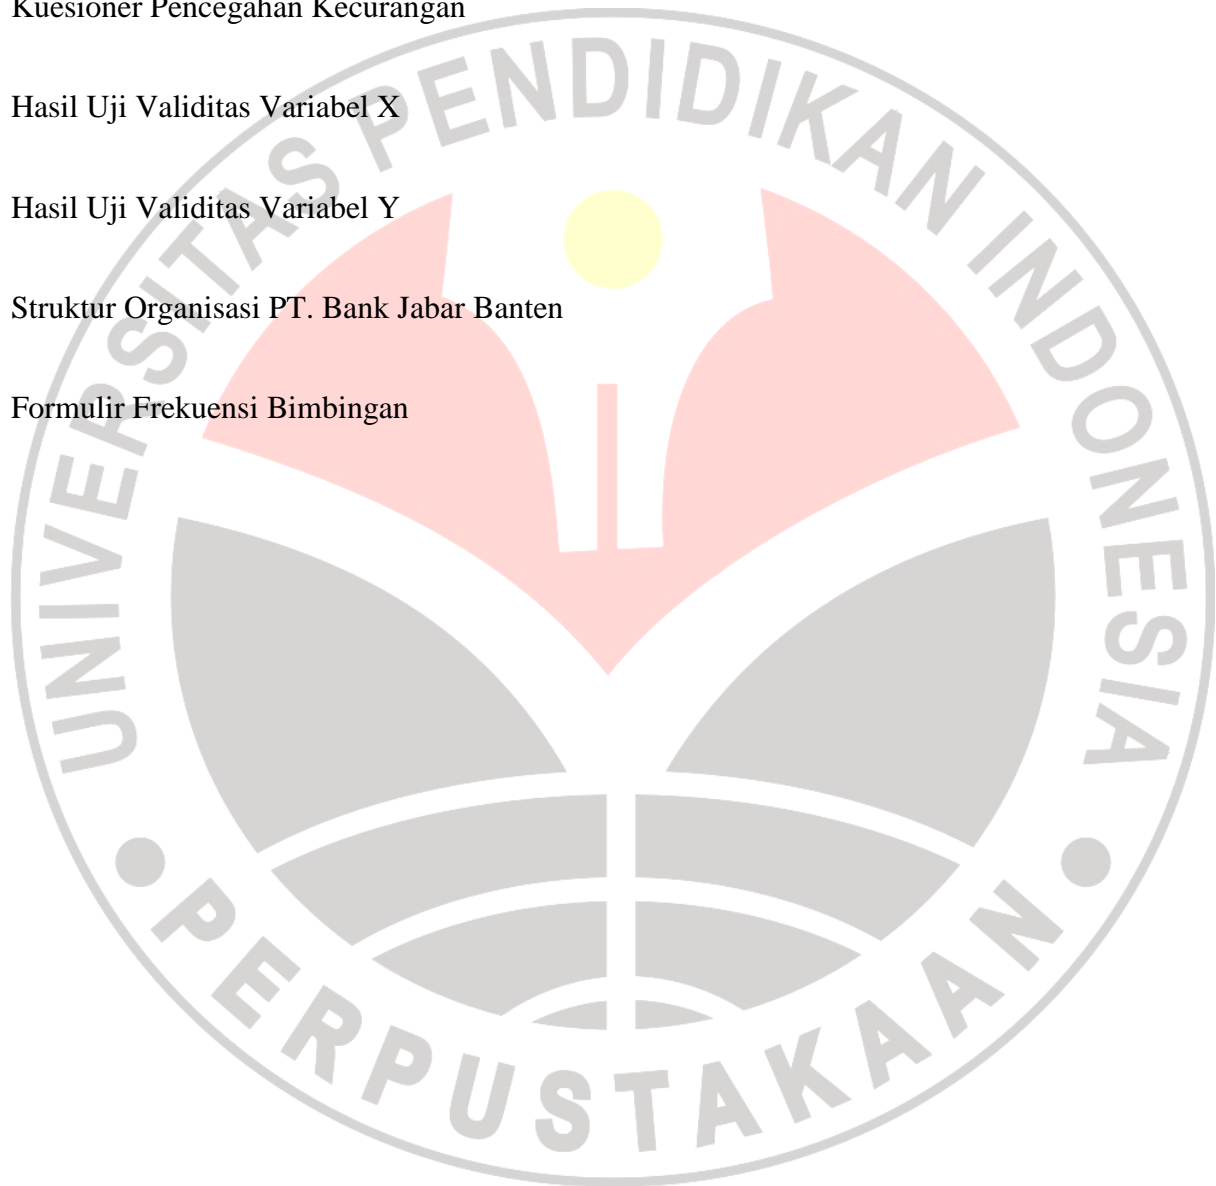 Kuesioner Pencegahan Kecurangan
Hasil Uji Validitas Variabel X
Hasil Uji Validitas Variabel Y
Struktur Organisasi PT. Bank Jabar Banten
Formulir Frekuensi Bimbingan
UNIVERSITAS PENDIDIKAN INDONESIA
PERPUSTAKAAN